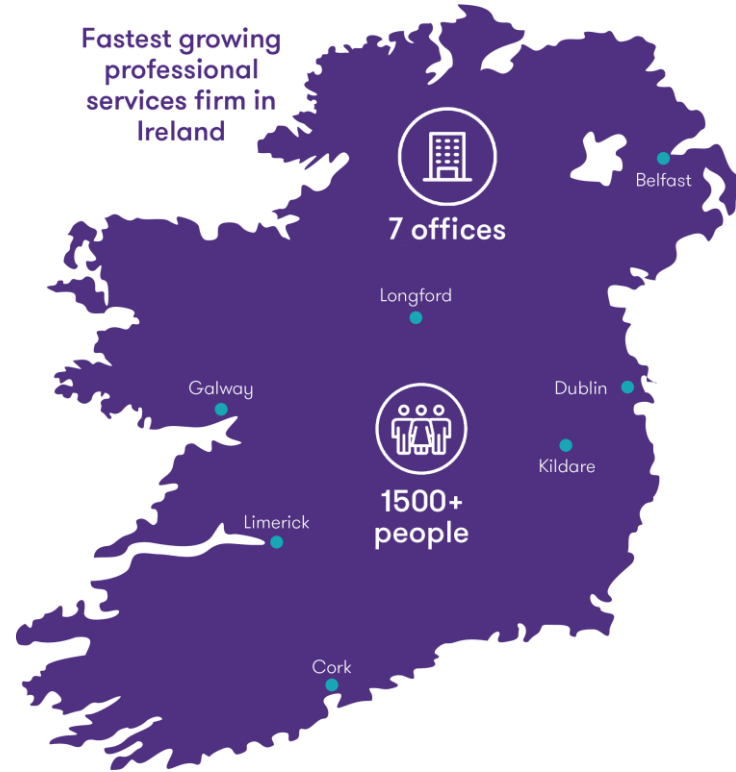 Fastest growing
professional
services firm in
Ireland
7 offices
Belfast
Longford
Galway
Dublin
Kildare
1500+
people
Limerick
Cork